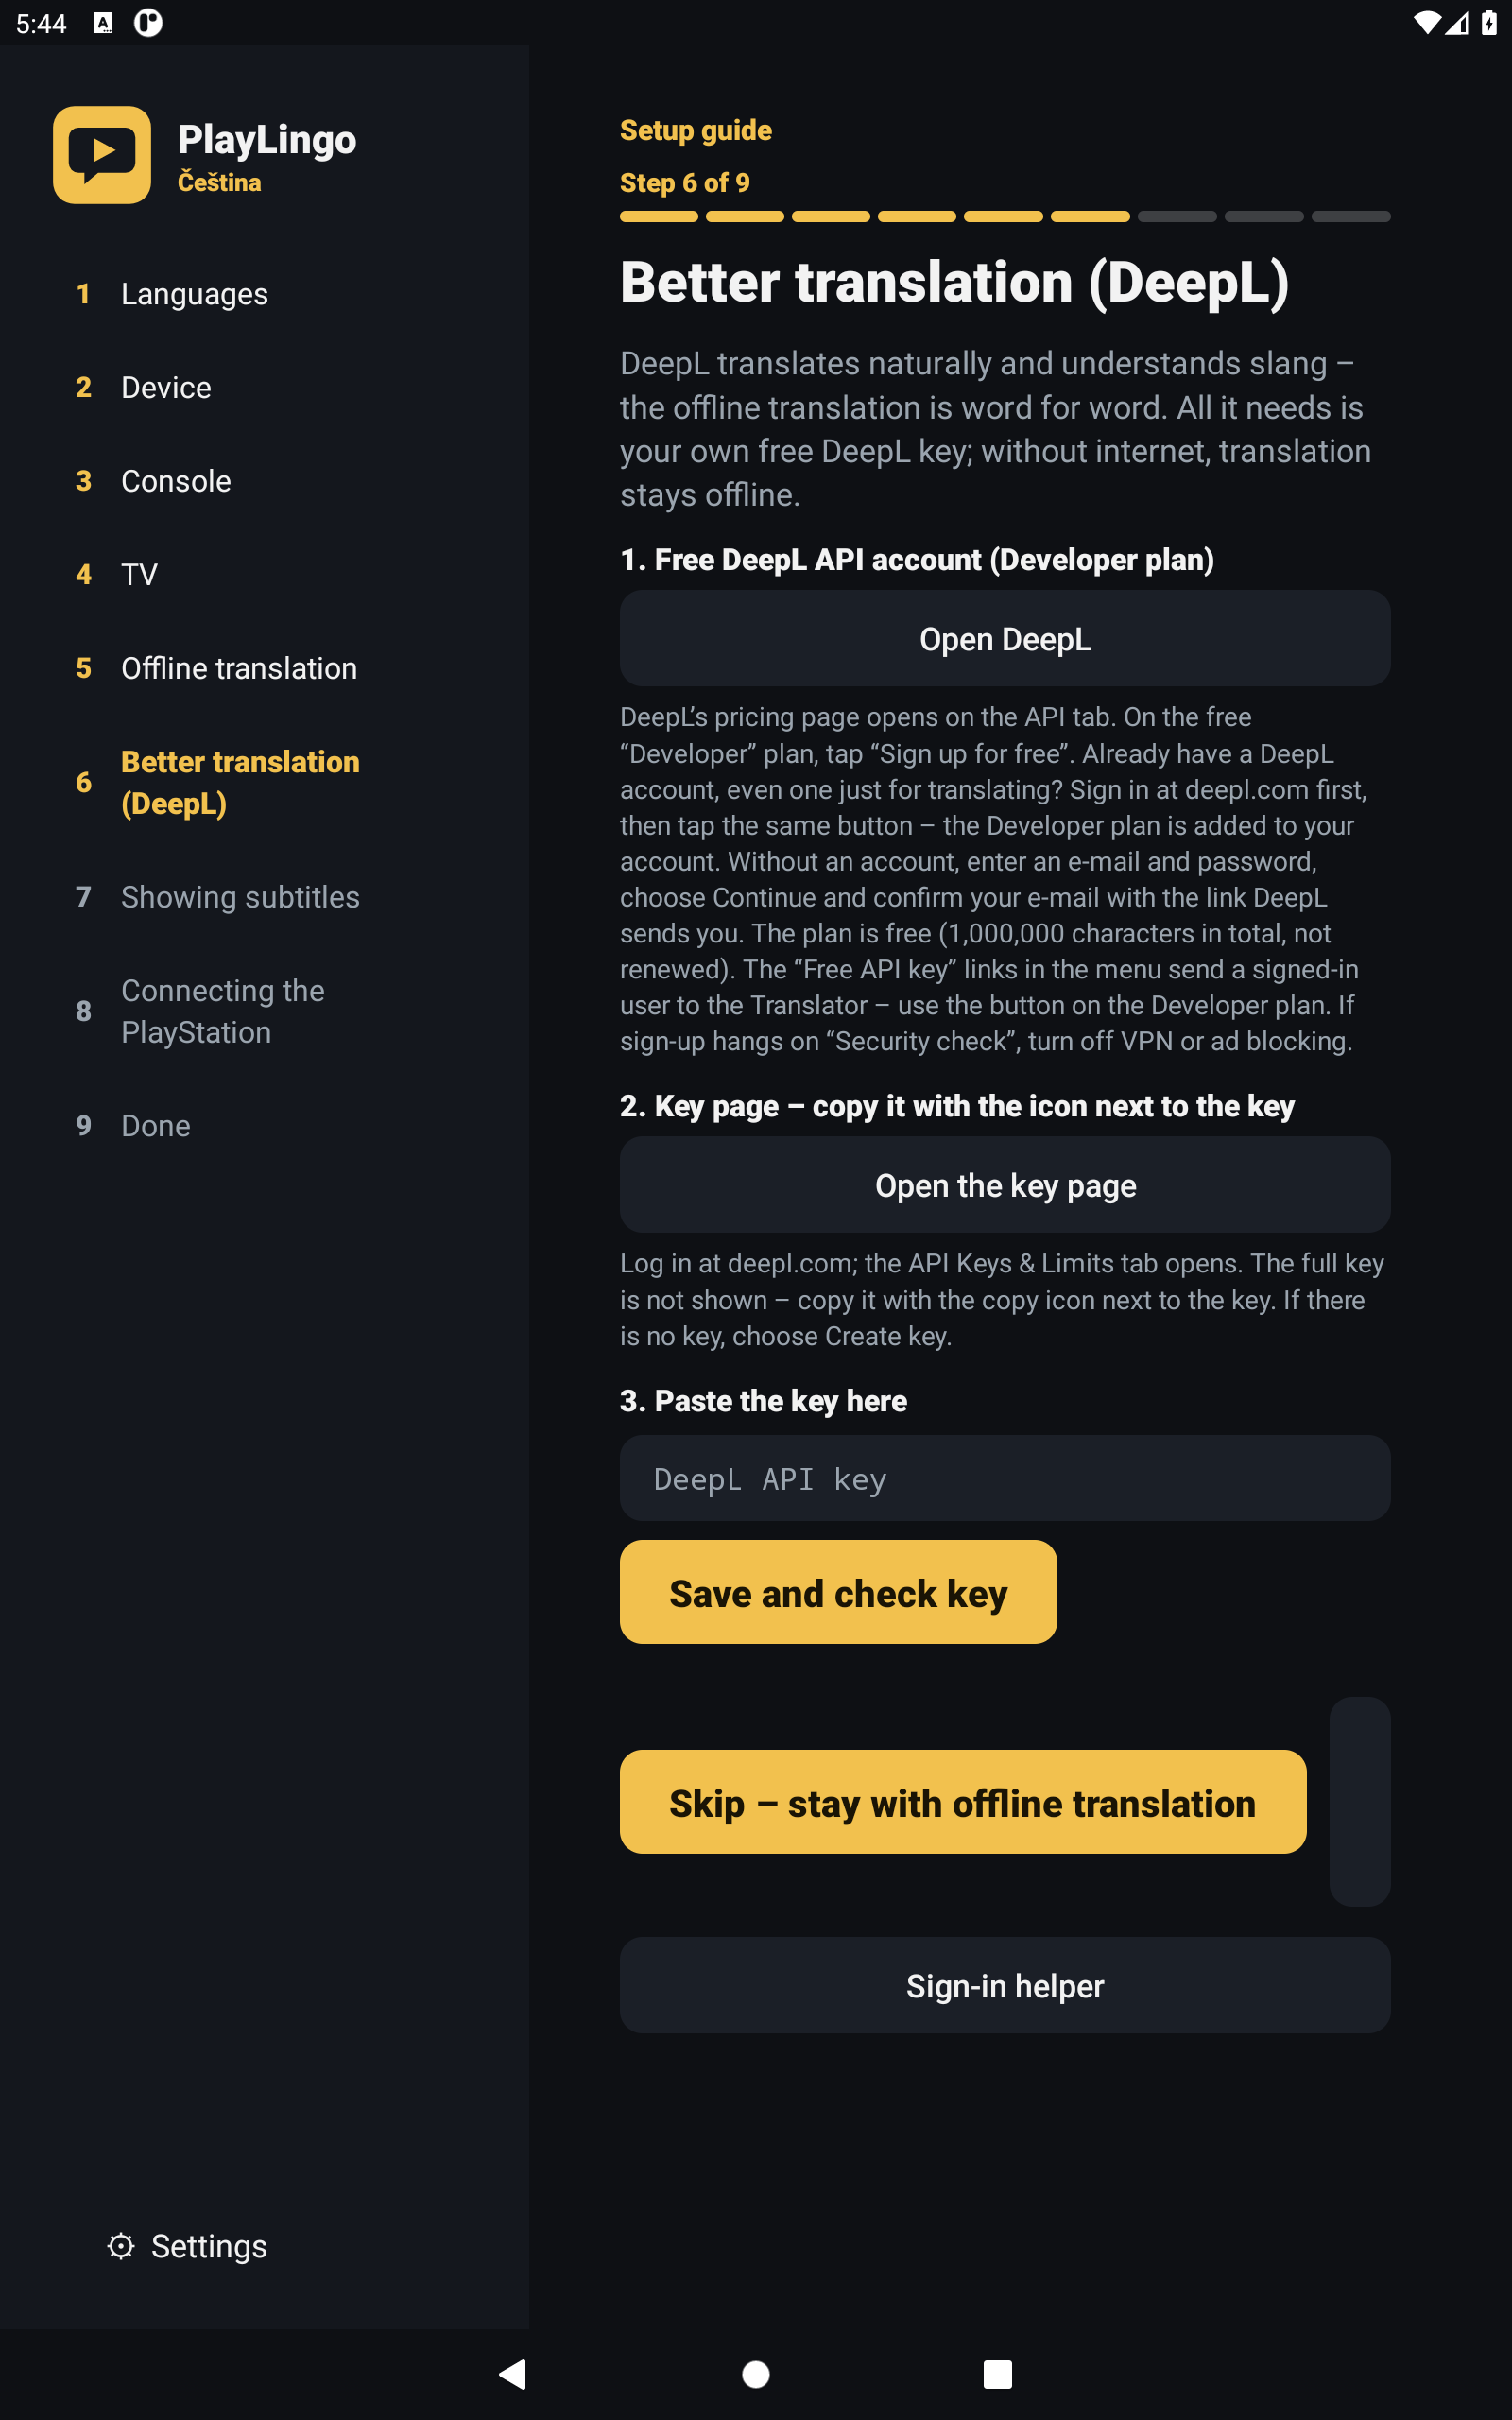 5:44
PlayLingo
Čeština
1 Languages
2 Device
3 Console
4 TV
5 Offline translation
6 Better translation
(DeepL)
7 Showing subtitles
8 Connecting the
PlayStation
9 Done
Settings
Setup guide
Step 6 of 9
Better translation (DeepL)
DeepL translates naturally and understands slang –
the offline translation is word for word. All it needs is
your own free DeepL key; without internet, translation
stays offline.
1. Free DeepL API account (Developer plan)
Open DeepL
DeepL’s pricing page opens on the API tab. On the free
“Developer” plan, tap “Sign up for free”. Already have a DeepL
account, even one just for translating? Sign in at deepl.com first,
then tap the same button – the Developer plan is added to your
account. Without an account, enter an e-mail and password,
choose Continue and confirm your e-mail with the link DeepL
sends you. The plan is free (1,000,000 characters in total, not
renewed). The “Free API key” links in the menu send a signed-in
user to the Translator – use the button on the Developer plan. If
sign-up hangs on “Security check”, turn off VPN or ad blocking.
2. Key page – copy it with the icon next to the key
Open the key page
Log in at deepl.com; the API Keys & Limits tab opens. The full key
is not shown – copy it with the copy icon next to the key. If there
is no key, choose Create key.
3. Paste the key here
DeepL API key
Save and check key
Skip – stay with offline translation
Sign-in helper